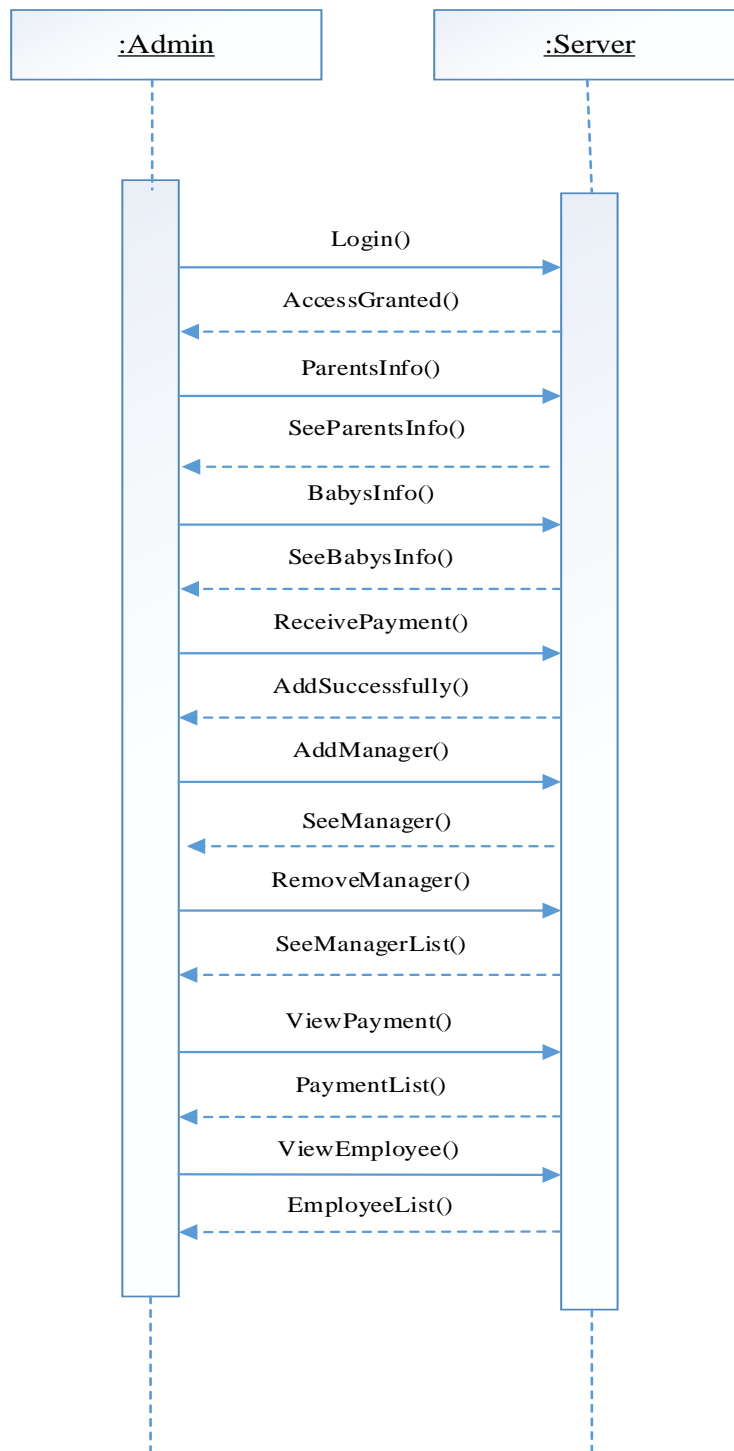 :Admin
:Server
Login()
AccessGranted()
ParentsInfo()
SeeParentsInfo()
BabysInfo()
SeeBabysInfo()
ReceivePayment()
AddSuccessfully()
AddManager()
SeeManager()
RemoveManager()
SeeManagerList()
ViewPayment()
PaymentList()
ViewEmployee()
EmployeeList()